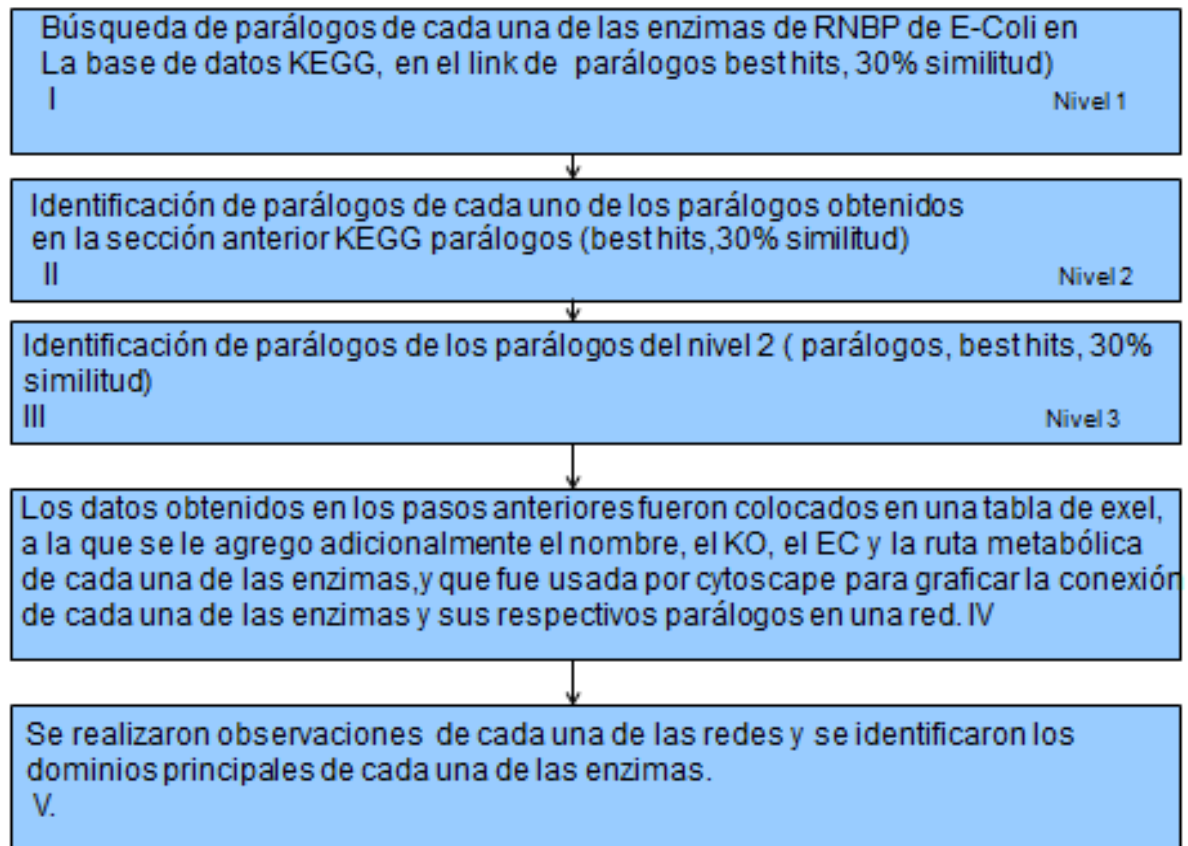 Búsqueda de parálogos de cada una de las enzimas de RNBP de E-Coli en
La base de datos KEGG, en el link de parálogos best hits, 30% similitud)
I Nivel 1
Identificación de parálogos de cada uno de los parálogos obtenidos
en la sección anterior KEGG parálogos (best hits,30% similitud)
II Nivel 2
Identificación de parálogos de los parálogos del nivel 2 ( parálogos, best hits, 30%
similitud)
III Nivel 3
Los datos obtenidos en los pasos anteriores fueron colocados en una tabla de exel,
a la que se le agrego adicionalmente el nombre, el KO, el EC y la ruta metabólica
de cada una de las enzimas,y que fue usada por cytoscape para graficar la conexión
de cada una de las enzimas y sus respectivos parálogos en una red. IV
Se realizaron observaciones de cada una de las redes y se identificaron los
dominios principales de cada una de las enzimas.
V.